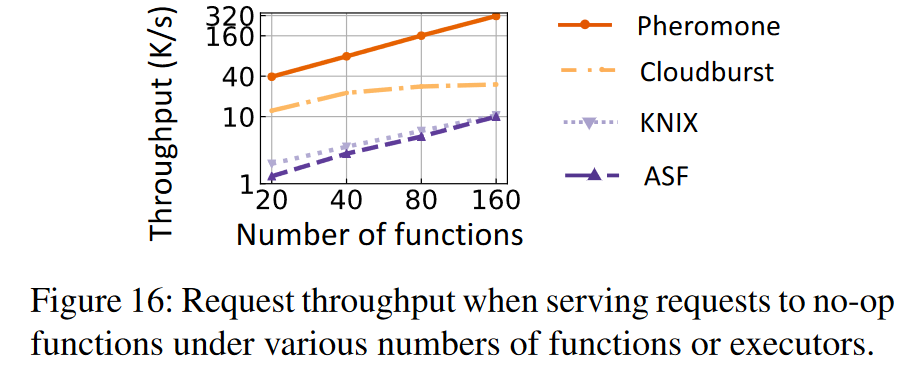 Throughput (K/s)
320
160
40
10
1
20 40 80 160
Number of functions
Pheromone
Cloudburst
KNIX
ASF
Figure 16: Request throughput when serving requests to no-op
functions under various numbers of functions or executors.